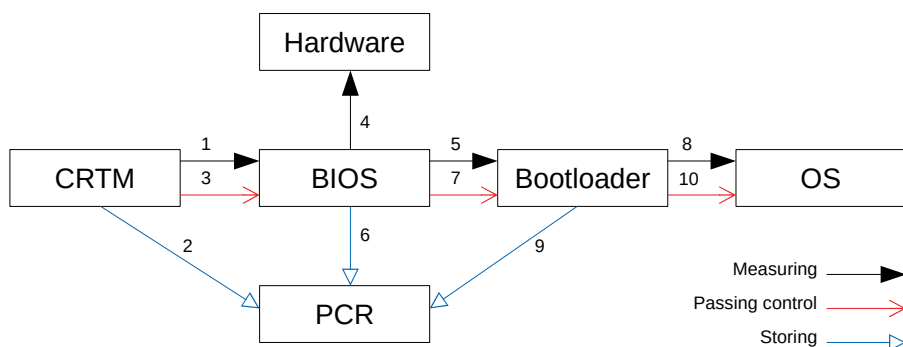 Hardware
4
1
5
8
CRTM
BIOS
Bootloader
OS
3
7
10
2
6
9
Measuring
PCR
Passing control
Storing